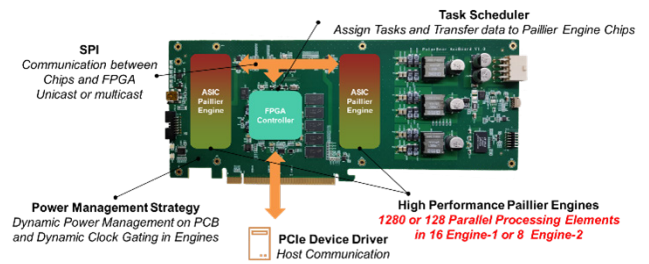 Task Scheduler
Assign Tasks and Transfer data to Paillier Engine Chips
SPI
Communication between
Chips and FPGA
Unicast or multicast
ASIC
Paillier
Engine
FPGA
Controller
ASIC
Paillier
Engine
Power Management Strategy
Dynamic Power Management on PCB
and Dynamic Clock Gating in Engines
High Performance Paillier Engines
1280 or 128 Parallel Processing Elements
in 16 Engine-1 or 8 Engine-2
PCIe Device Driver
Host Communication